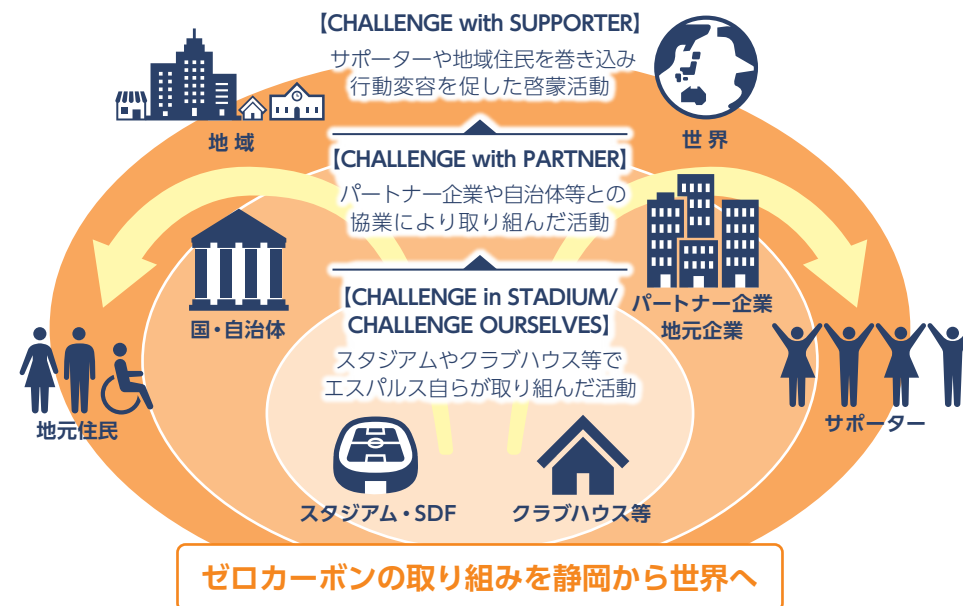 【CHALLENGE with SUPPORTER】
サポーターや地域住民を巻き込み
行動変容を促した啓蒙活動
地域
世界
【CHALLENGE with PARTNER】
パートナー企業や自治体等との
協業により取り組んだ活動
国・自治体
パートナー企業
地元企業
【CHALLENGE in STADIUM/
CHALLENGE OURSELVES】
スタジアムやクラブハウス等で
エスパルス自らが取り組んだ活動
地元住民
サポーター
スタジアム・SDF
クラブハウス等
ゼロカーボンの取り組みを静岡から世界へ